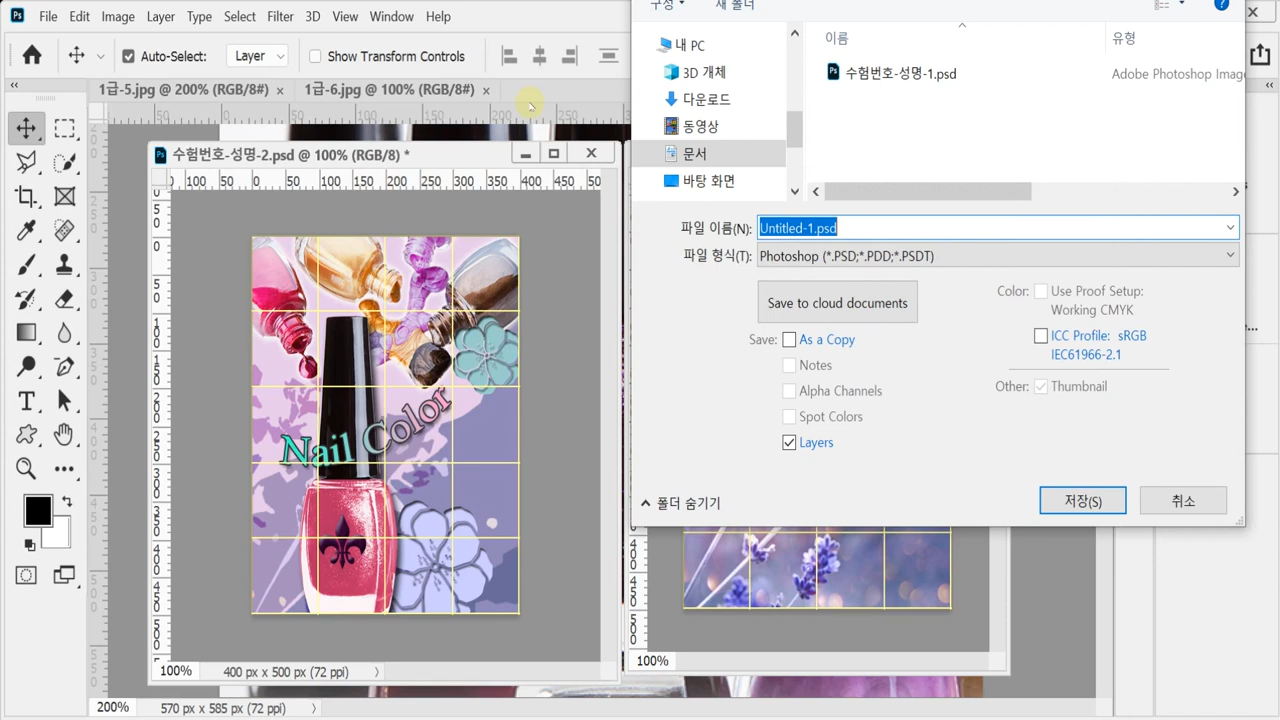 File Edit Image Layer Type Select Filter 3D View Window Help
Auto-Select: Layer Show Transform Controls
1급-5.jpg @ 200% (RGB/8#) × 1급-6.jpg @ 100% (RGB/8#) ×
50 0 50 100 150 200 250
수험번호-성명-2.psd @ 100% (RGB/8) *
100 50 0 50 100 150 200 250 300 350 400 450 50
Nail Color
100% 400 px x 500 px (72 ppi)
100%
200% 570 px x 585 px (72 ppi)
구성 새 폴더
이름 유형
내 PC
3D 개체
다운로드
동영상
문서
바탕 화면
수험번호-성명-1.psd Adobe Photoshop Image
파일 이름(N): Untitled-1.psd
파일 형식(T): Photoshop (*.PSD;*.PDD;*.PSDT)
Save to cloud documents
Save: As a Copy
Notes
Alpha Channels
Spot Colors
Layers
Color: Use Proof Setup:
Working CMYK
ICC Profile: sRGB
IEC61966-2.1
Other: Thumbnail
폴더 숨기기
저장(S) 취소